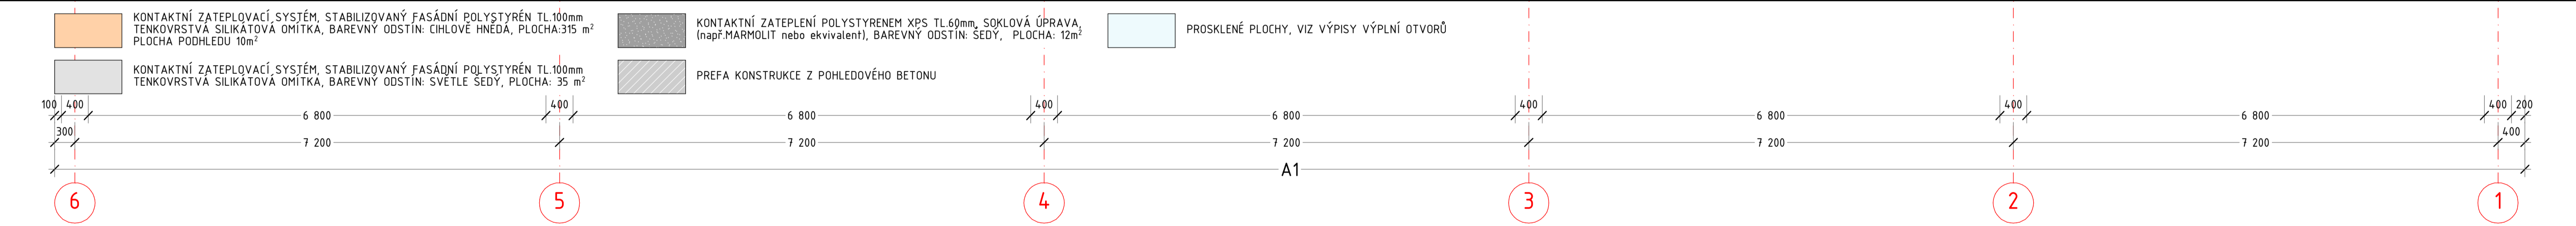 KONTAKTNÍ ZATEPLOVACÍ SYSTÉM, STABILIZOVANÝ FASÁDNÍ POLYSTYRÉN TL.100mm
TENKOVRSTVÁ SILIKÁTOVÁ OMÍTKA, BAREVNÝ ODSTÍN: CIHLOVĚ HNĚDÁ, PLOCHA:315 m²
PLOCHA PODHLEDU 10m²
KONTAKTNÍ ZATEPLENÍ POLYSTYRENEM XPS TL.60mm, SOKLOVÁ ÚPRAVA,
(např.MARMOLIT nebo ekvivalent), BAREVNÝ ODSTÍN: ŠEDÝ, PLOCHA: 12m²
PROSKLENÉ PLOCHY, VIZ VÝPISY VÝPLNÍ OTVORŮ
KONTAKTNÍ ZATEPLOVACÍ SYSTÉM, STABILIZOVANÝ FASÁDNÍ POLYSTYRÉN TL.100mm
TENKOVRSTVÁ SILIKÁTOVÁ OMÍTKA, BAREVNÝ ODSTÍN: SVĚTLE ŠEDÝ, PLOCHA: 35 m²
PREFA KONSTRUKCE Z POHLEDOVÉHO BETONU
100 400 400 400 400 400 400 200
6 800 6 800 6 800 6 800 6 800
300 400
7 200 7 200 7 200 7 200 7 200
A1
6 5 4 3 2 1